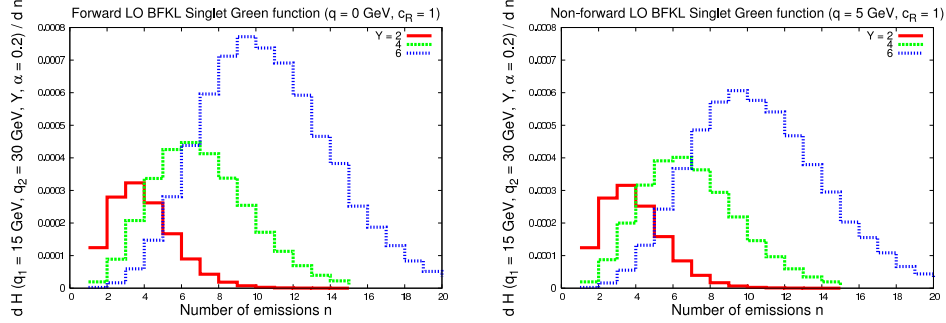 Forward LO BFKL Singlet Green function (q = 0 GeV, c_R = 1)
d H (q_1 = 15 GeV, q_2 = 30 GeV, Y, α = 0.2) / d n
0.0008
0.0007
0.0006
0.0005
0.0004
0.0003
0.0002
0.0001
0
Y = 2
4
6
0 2 4 6 8 10 12 14 16 18 20
Number of emissions n
Non-forward LO BFKL Singlet Green function (q = 5 GeV, c_R = 1)
d H (q_1 = 15 GeV, q_2 = 30 GeV, Y, α = 0.2) / d n
0.0008
0.0007
0.0006
0.0005
0.0004
0.0003
0.0002
0.0001
0
Y = 2
4
6
0 2 4 6 8 10 12 14 16 18 20
Number of emissions n